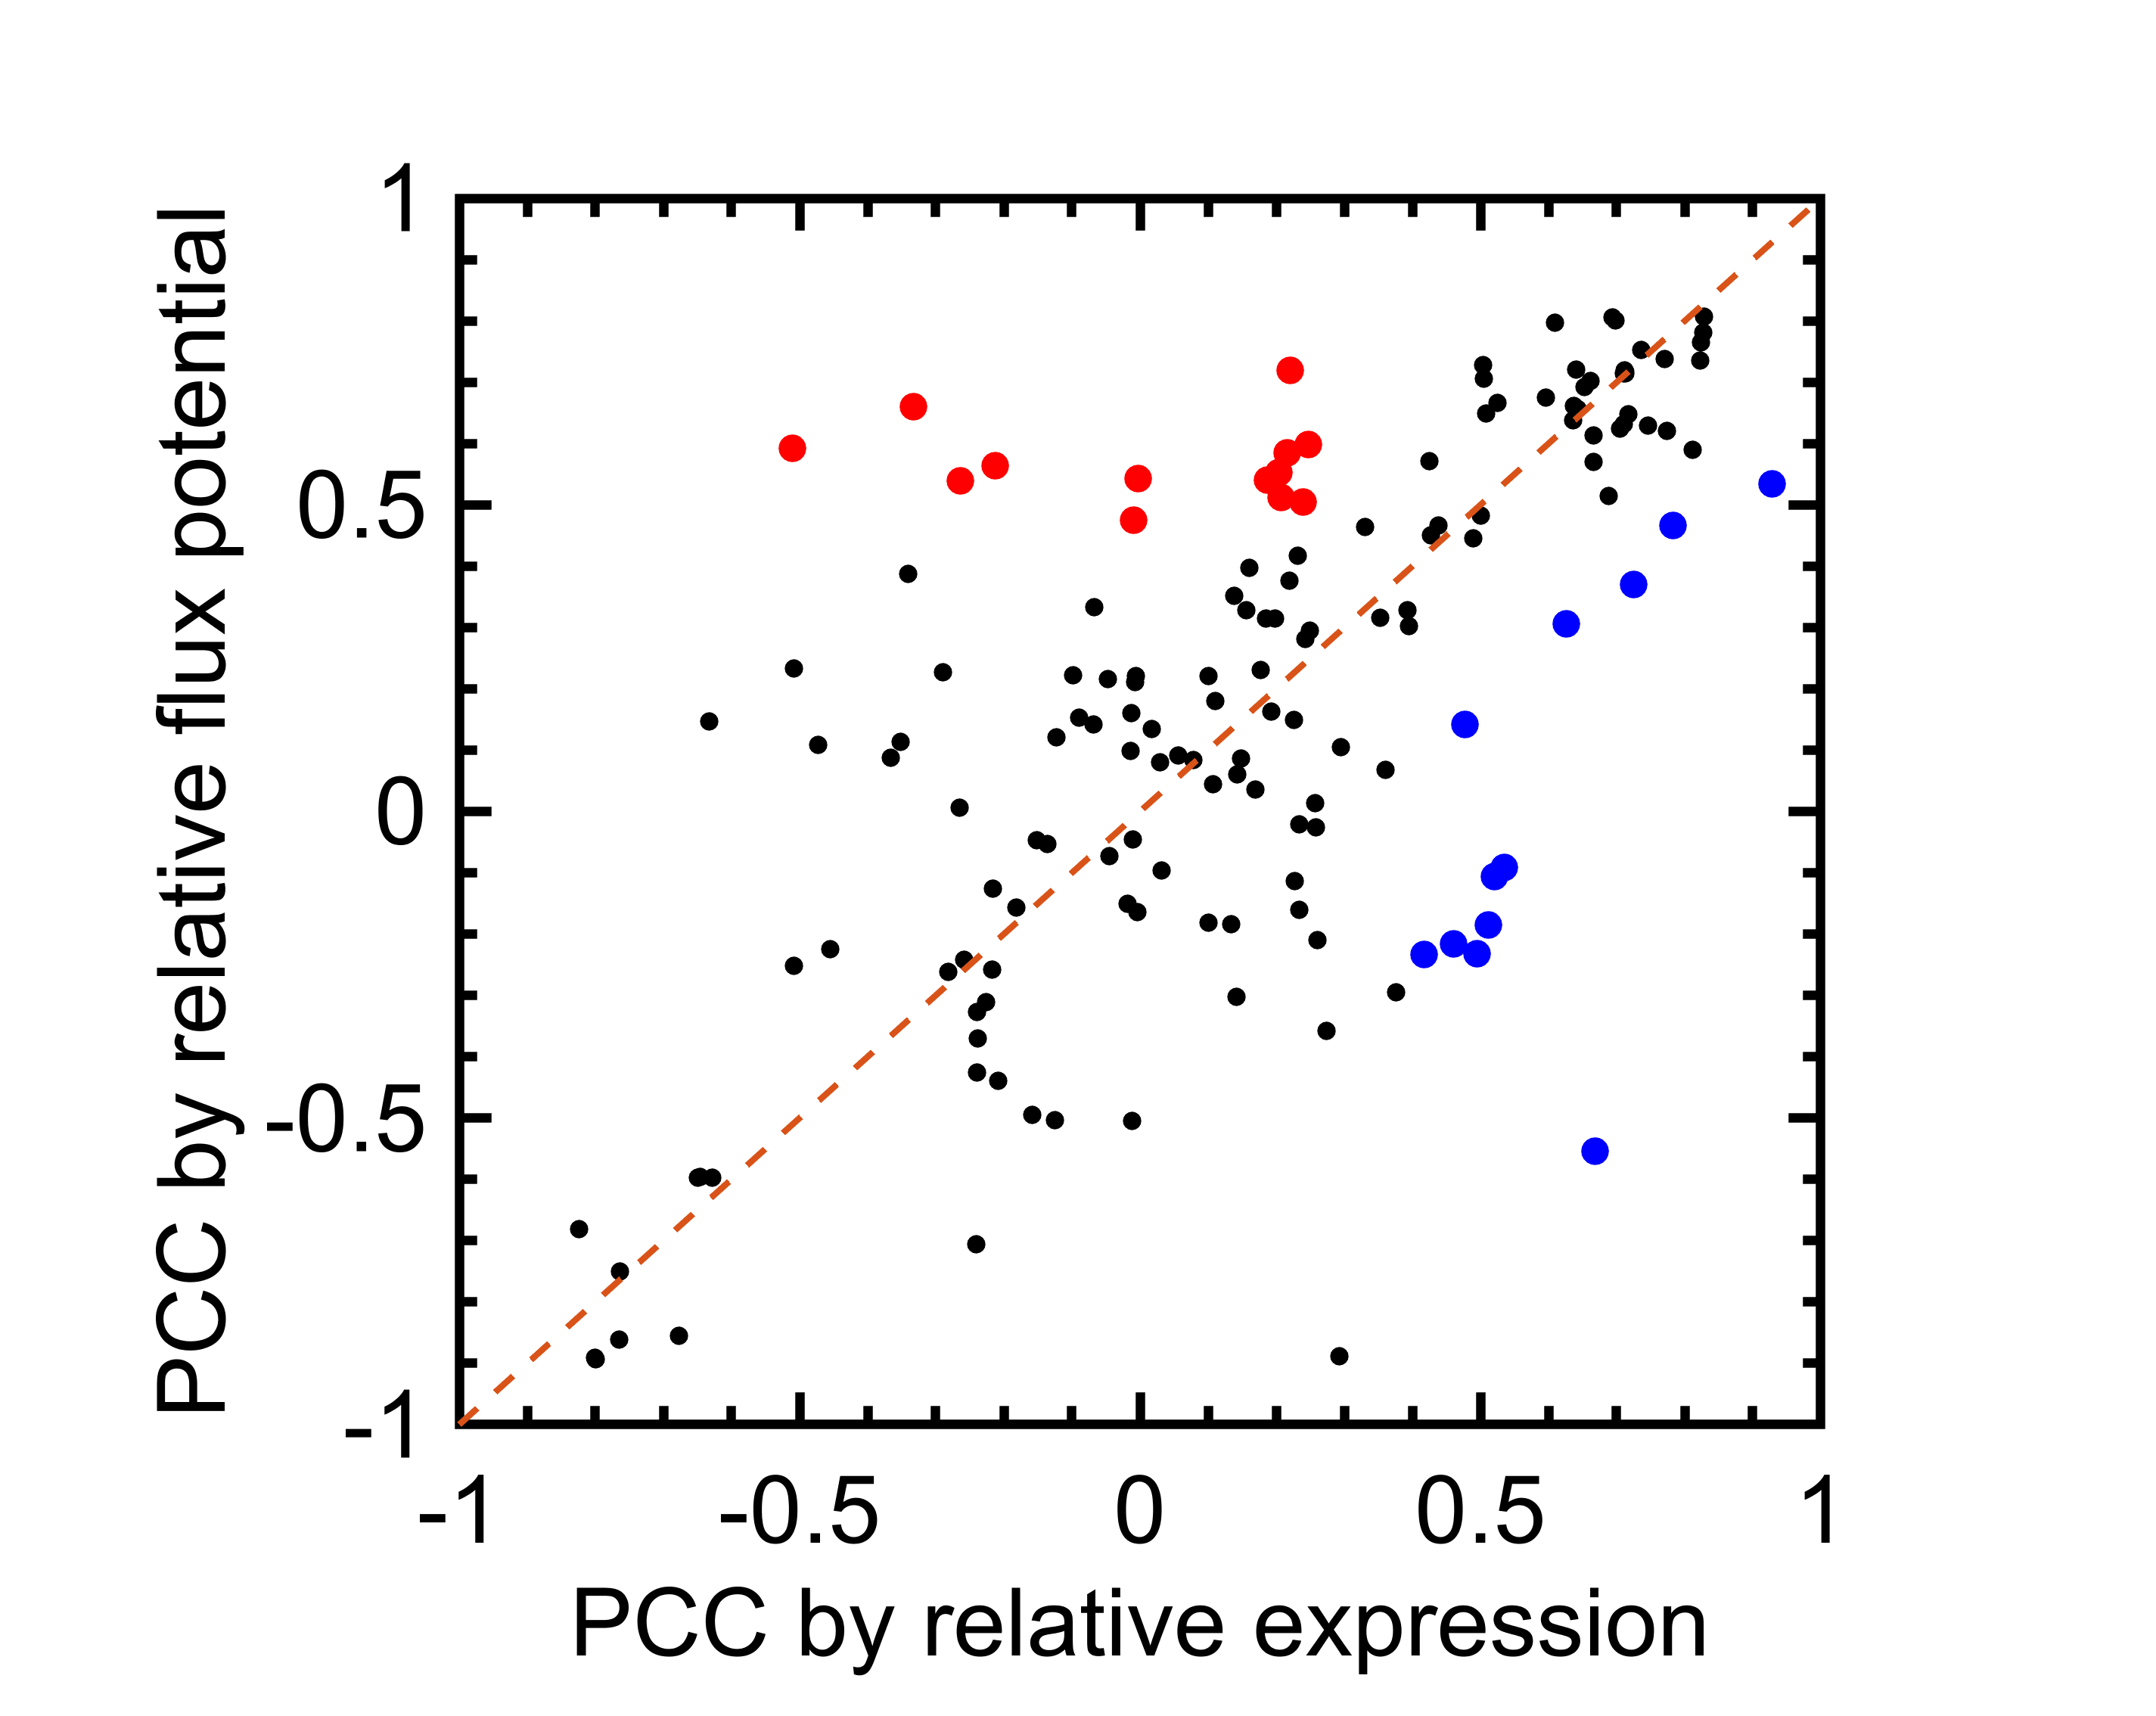 PCC by relative flux potential
1
0.5
0
-0.5
-1
-1 -0.5 0 0.5 1
PCC by relative expression